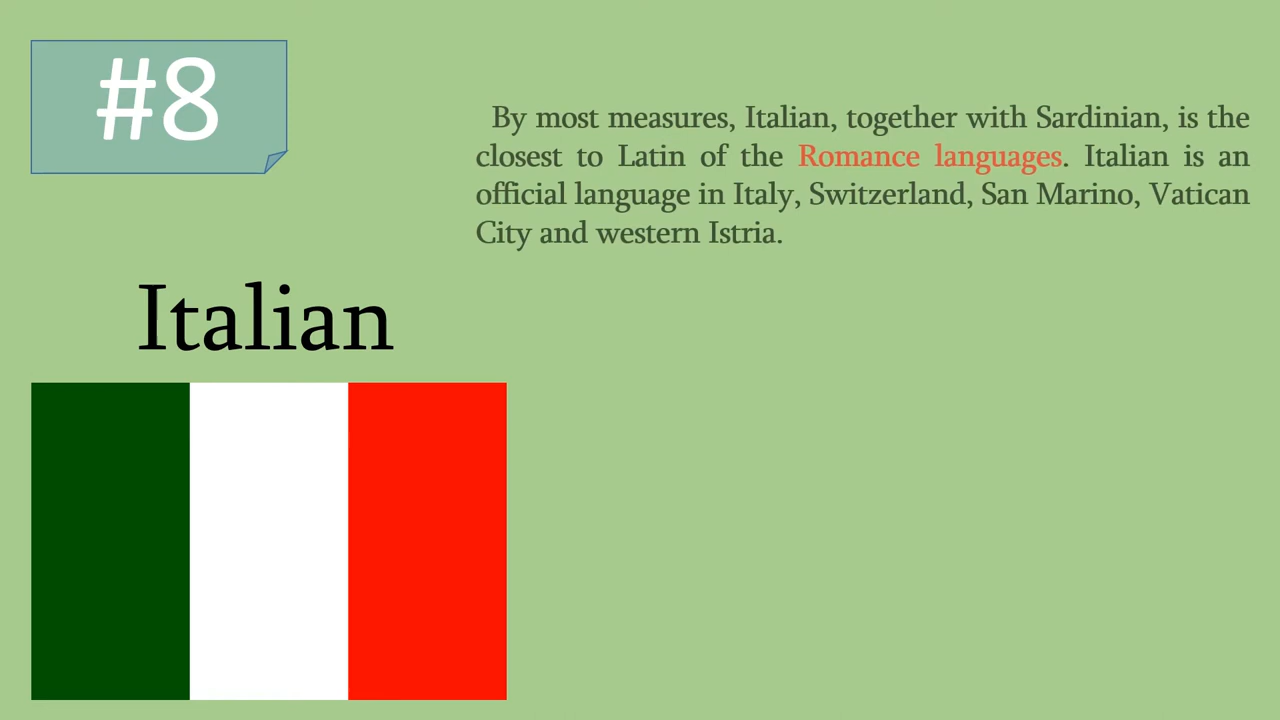 #8
By most measures, Italian, together with Sardinian, is the
closest to Latin of the Romance languages. Italian is an
official language in Italy, Switzerland, San Marino, Vatican
City and western Istria.
Italian